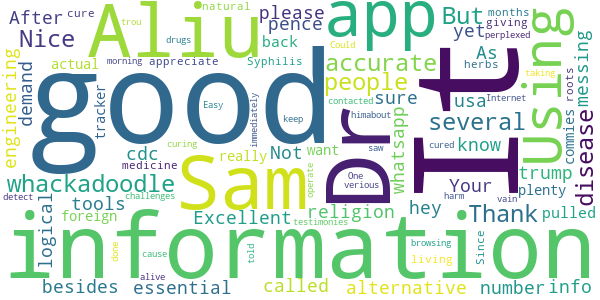 After cure natural Aliu app But please months giving perplexed
trou drugs
Nice morning appreciate pence back yet As herbs using
engineering demand actual Syphilis Could
tracker good Easy immediately keep accurate sure messing
people several usa commies roots Internet
cdc curing contacted himabout Dr It disease taking
Not really want whatsapp know cured saw
medicine One verious
whackadoodle Sam operate Your trump plenty harm vain
detect tools Excellent religion hey Thank pulled
logical foreign challenges testimonies
information
done cause told Since browsing
besides essential alive called alternative living number info